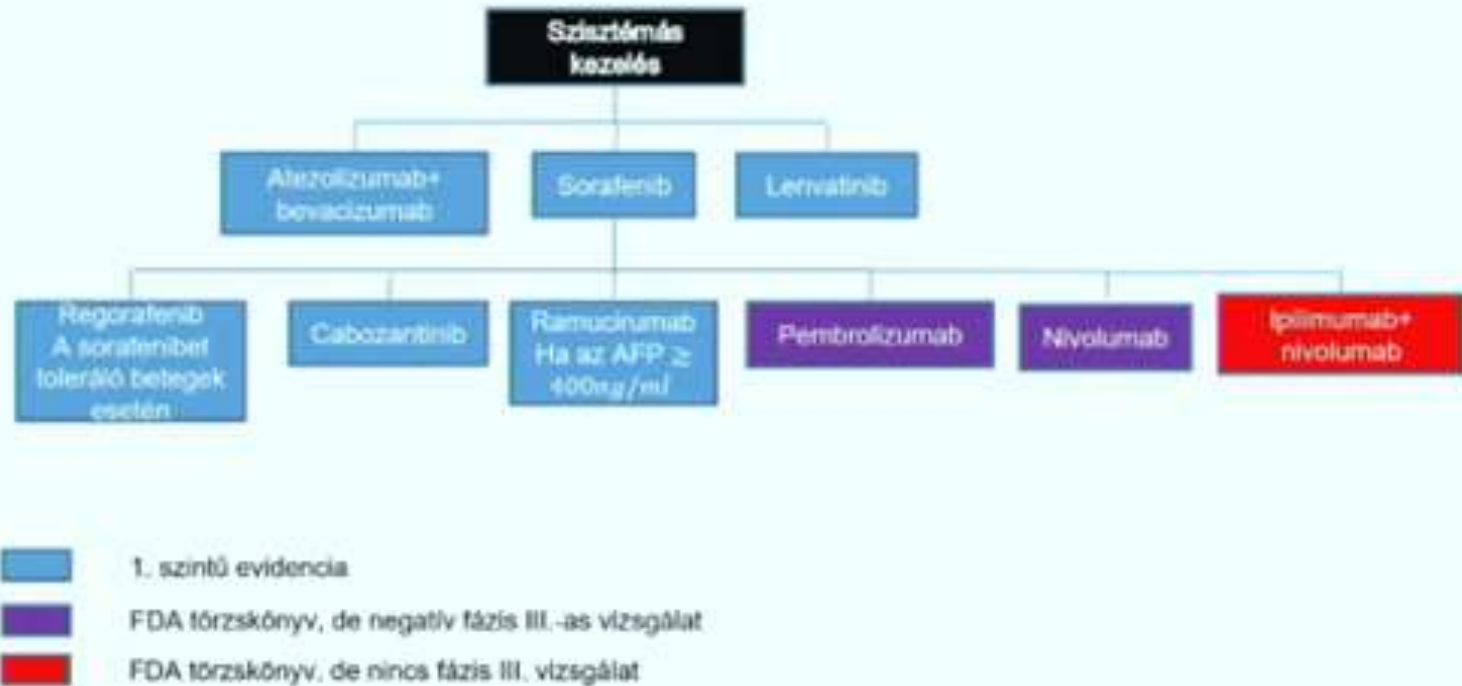 Szisztémás
kezelés
Atezolizumab+
bevacizumab
Sorafenib
Lenvatinib
Regorafenib
A sorafenibet
toleráló betegek
esetén
Cabozantinib
Ramucirumab
Ha az AFP ≥
400ng/ml
Pembrolizumab
Nivolumab
Ipilimumab+
nivolumab
1. szintű evidencia
FDA törzskönyv, de negatív fázis III.-as vizsgálat
FDA törzskönyv, de nincs fázis III. vizsgálat